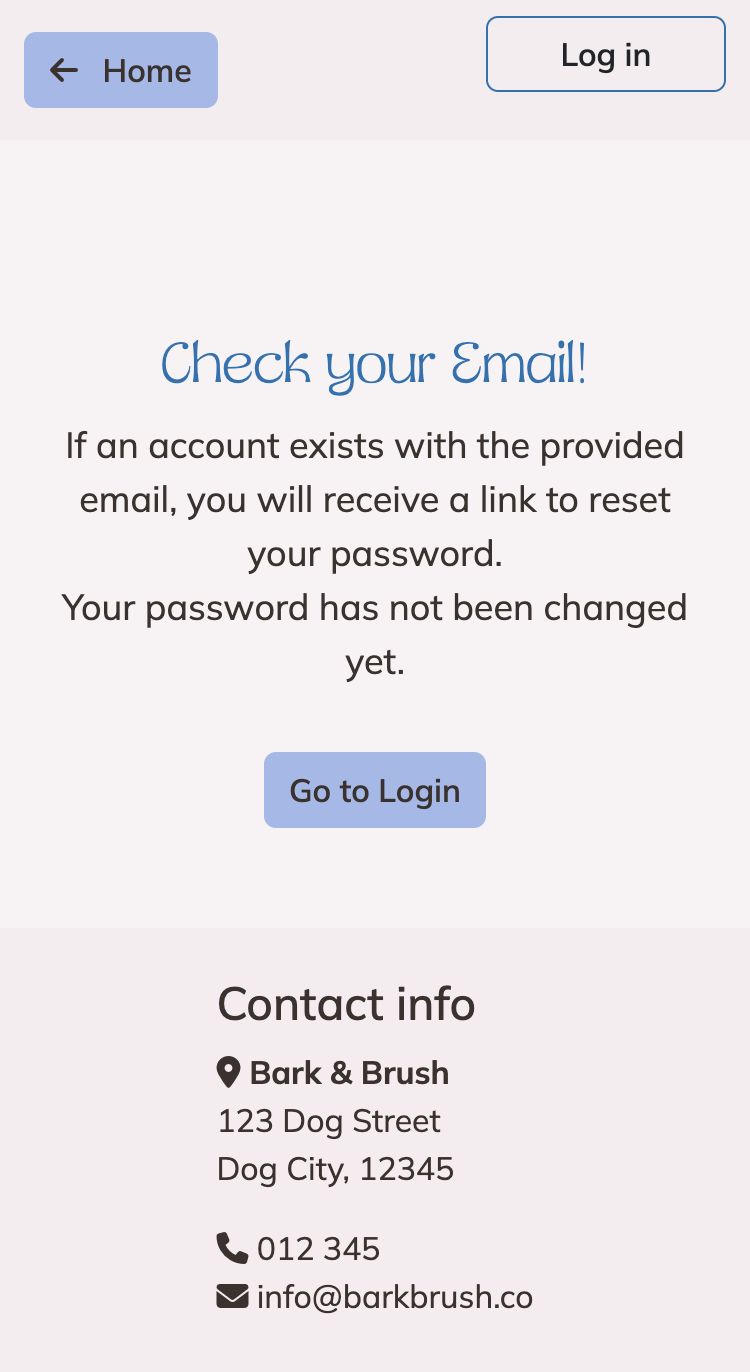 Home
Log in
Check your Email!
If an account exists with the provided
email, you will receive a link to reset
your password.
Your password has not been changed
yet.
Go to Login
Contact info
Bark & Brush
123 Dog Street
Dog City, 12345
012 345
info@barkbrush.co